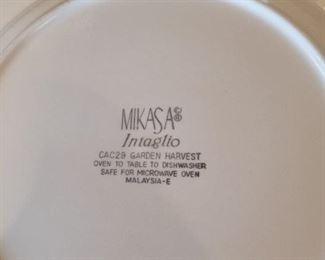 MIKASA
Intaglio
CAC29 GARDEN HARVEST
OVEN TO TABLE TO DISHWASHER
SAFE FOR MICROWAVE OVEN
MALAYSIA-E